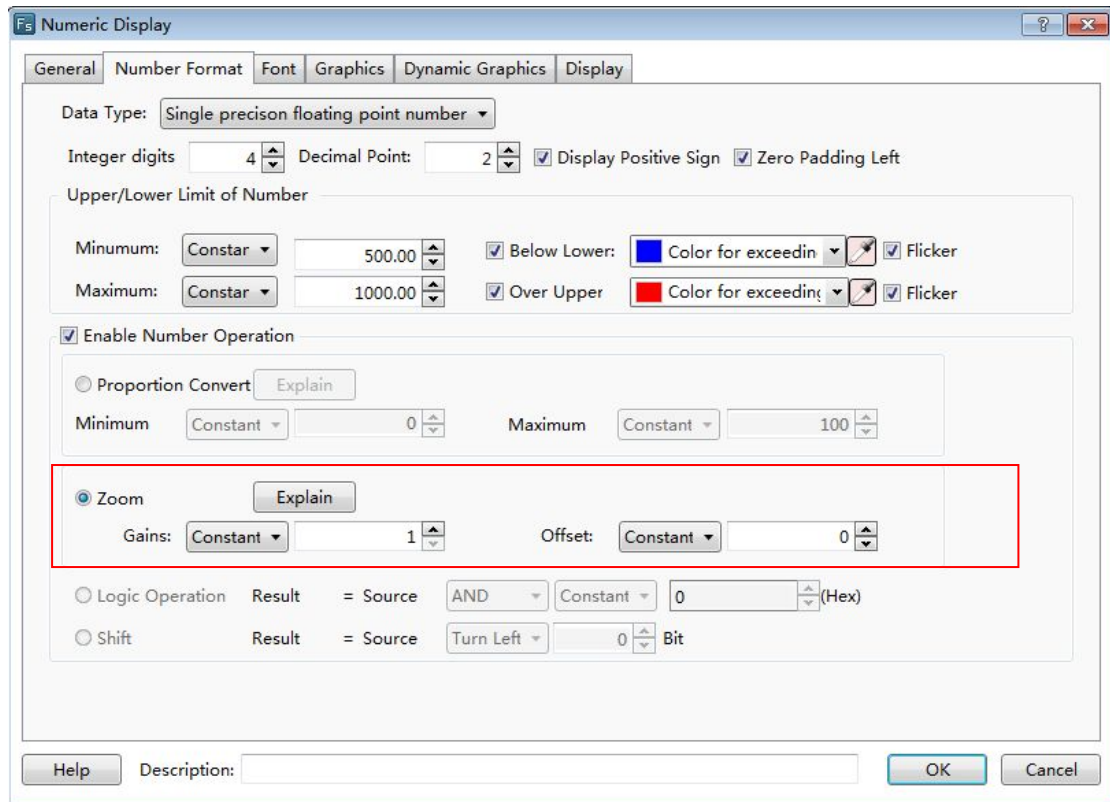 Fs Numeric Display
General Number Format Font Graphics Dynamic Graphics Display
Data Type: Single precison floating point number
Integer digits 4 Decimal Point: 2 Display Positive Sign Zero Padding Left
Upper/Lower Limit of Number
Minumum: Constar 500.00 Below Lower: Color for exceedin Flicker
Maximum: Constar 1000.00 Over Upper Color for exceeding Flicker
Enable Number Operation
Proportion Convert Explain
Minimum Constant 0 Maximum Constant 100
Zoom Explain
Gains: Constant 1 Offset: Constant 0
Logic Operation Result = Source AND Constant 0 (Hex)
Shift Result = Source Turn Left 0 Bit
Help Description: OK Cancel